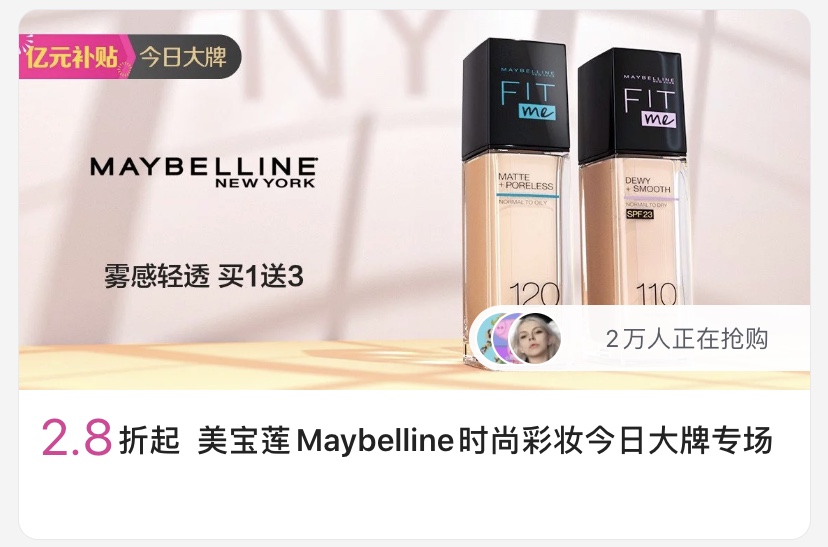 亿元补贴 今日大牌
MAYBELLINE
NEW YORK
雾感轻透 买1送3
MAYBELLINE
FIT
me
MATTE
+ PORELESS
NORMAL TO OILY
120
MAYBELLINE
FIT
me
DEWY
+ SMOOTH
NORMAL TO DRY
SPF 23
110
2万人正在抢购
2.8折起 美宝莲Maybelline时尚彩妆今日大牌专场